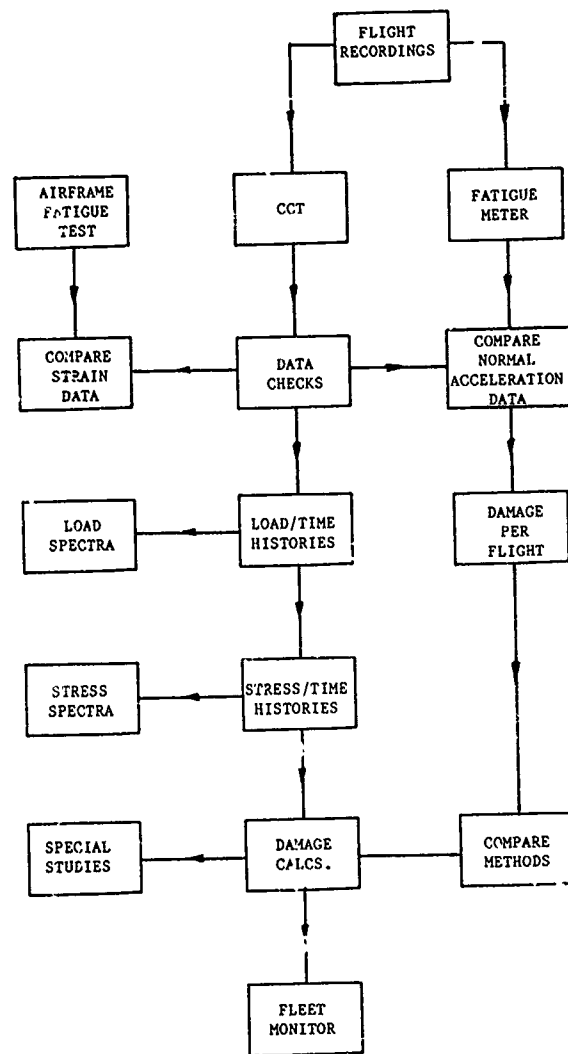 FLIGHT
RECORDINGS
AIRFRAME
FATIGUE
TEST
CCT
FATIGUE
METER
COMPARE
STRAIN
DATA
DATA
CHECKS
COMPARE
NORMAL
ACCELERATION
DATA
LOAD
SPECTRA
LOAD/TIME
HISTORIES
DAMAGE
PER
FLIGHT
STRESS
SPECTRA
STRESS/TIME
HISTORIES
SPECIAL
STUDIES
DAMAGE
CALCS.
COMPARE
METHODS
FLEET
MONITOR